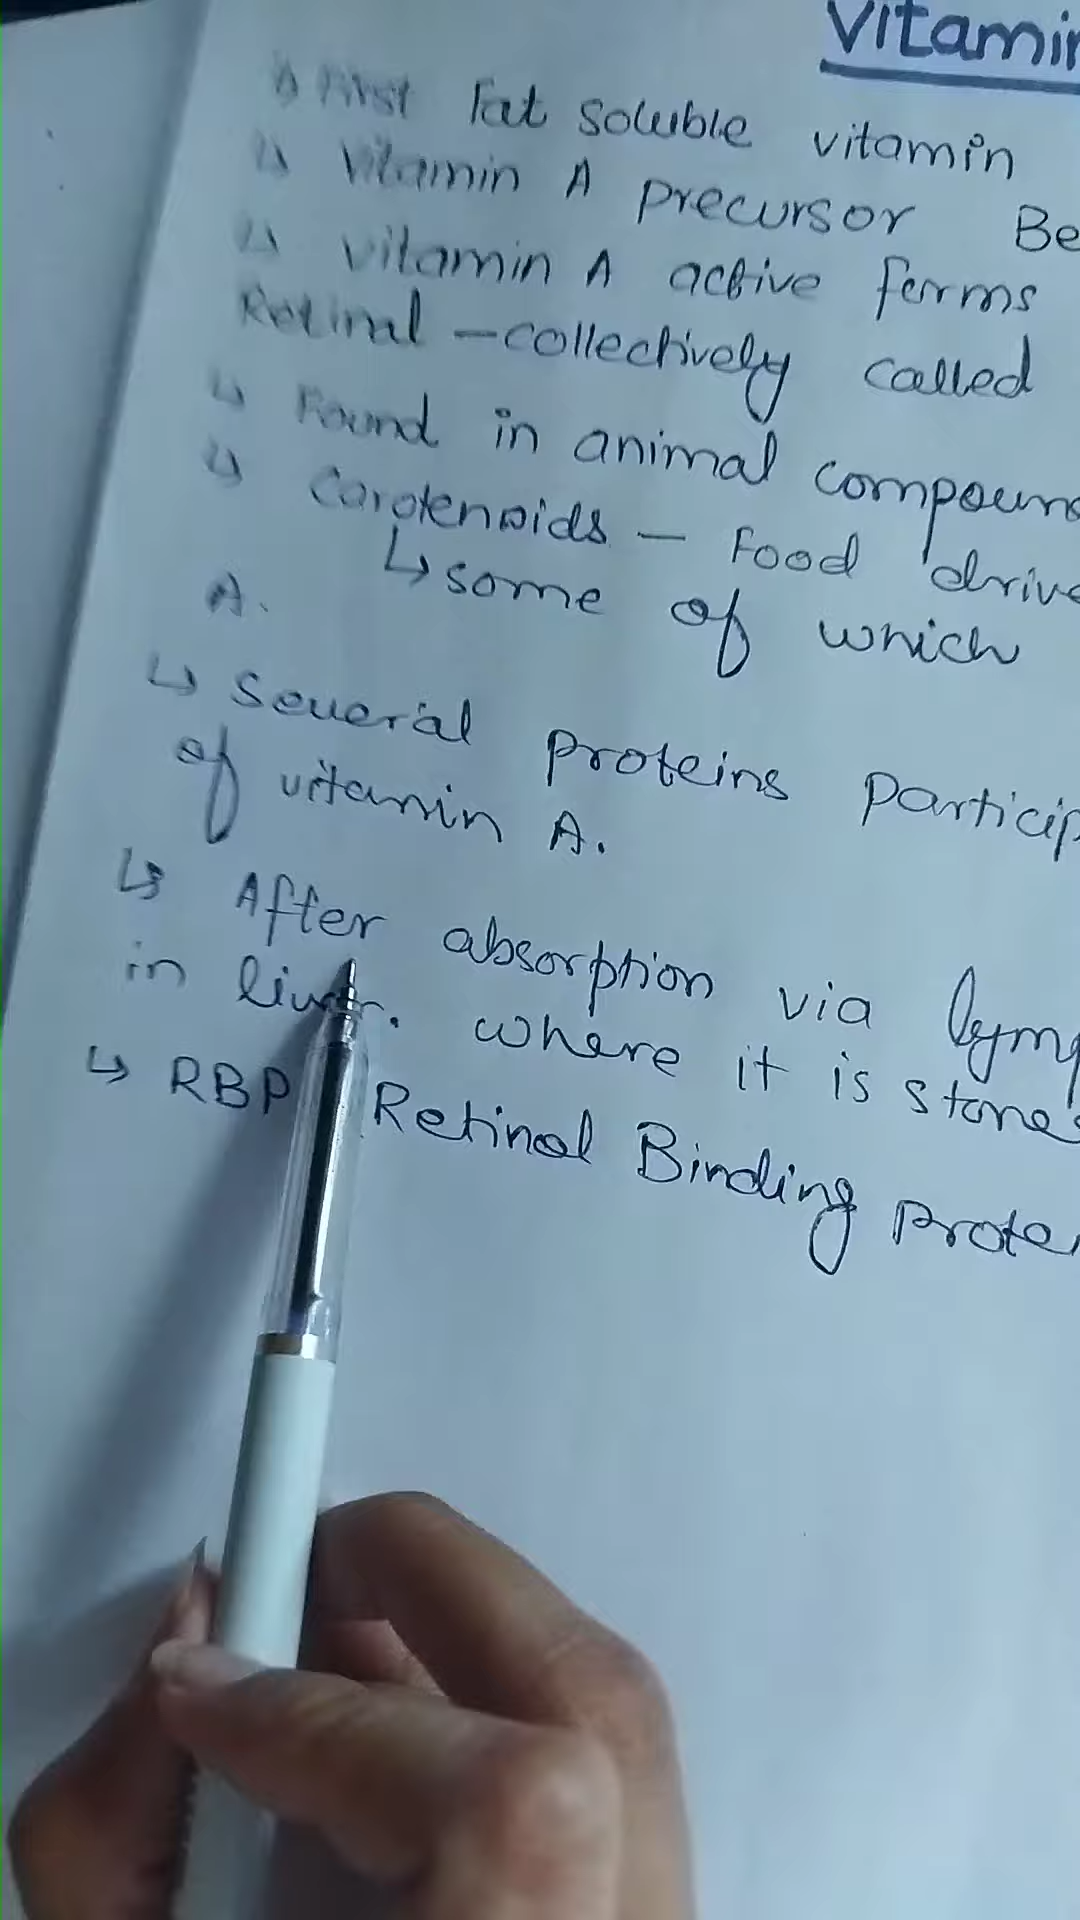 Vitamin
↳ First Fat soluble vitamin
↳ Vitamin A precursor Be
↳ vitamin A active forms
Retinal - collectively called
↳ Found in animal compoun
↳ Carotenoids - Food drive
↳ some of which
A.
↳ Several proteins particip
of vitamin A.
↳ After absorption via lymp
in liver. where it is store
↳ RBP Retinol Binding Prote